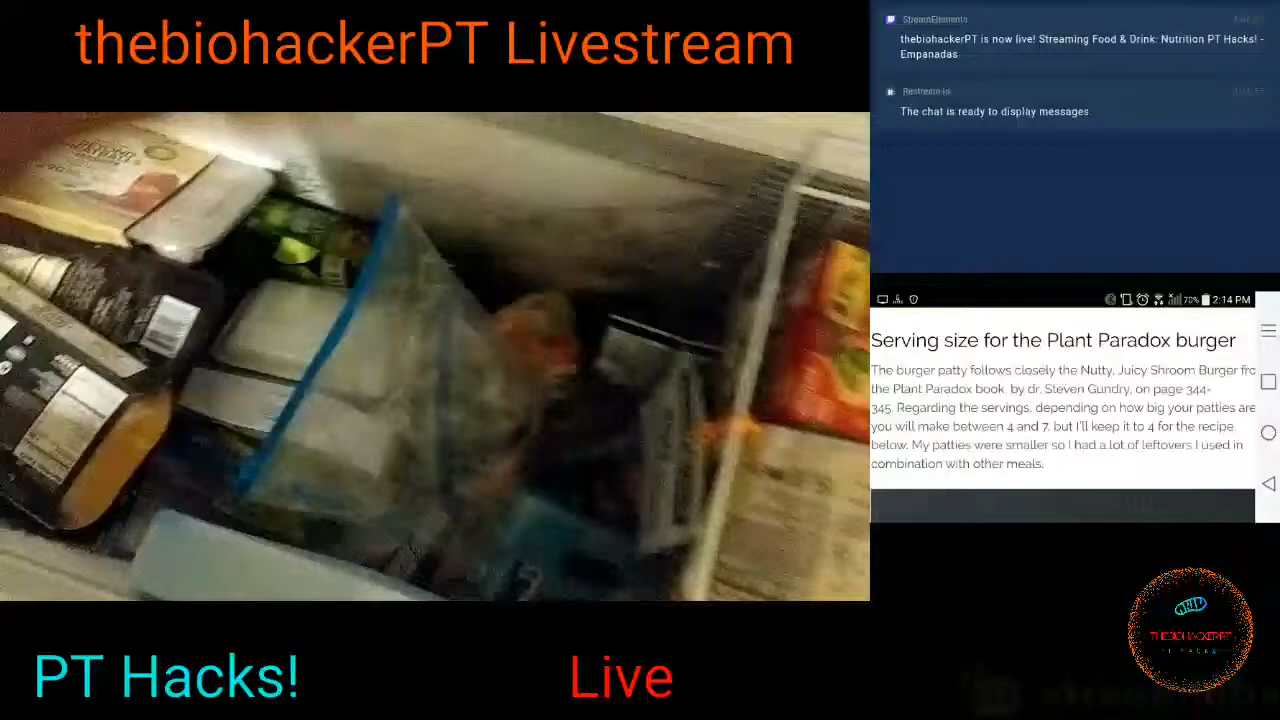 thebiohackerPT Livestream
StreamElements
thebiohackerPT is now live! Streaming Food & Drink: Nutrition PT Hacks! -
Empanadas
Restream.io
The chat is ready to display messages.
70% 2:14 PM
Serving size for the Plant Paradox burger
The burger patty follows closely the Nutty, Juicy Shroom Burger fro
the Plant Paradox book, by dr. Steven Gundry, on page 344-
345. Regarding the servings, depending on how big your patties are
you will make between 4 and 7, but I'll keep it to 4 for the recipe
below. My patties were smaller so I had a lot of leftovers I used in
combination with other meals.
THEBIOHACKERPT
PT HACKS
PT Hacks!
Live